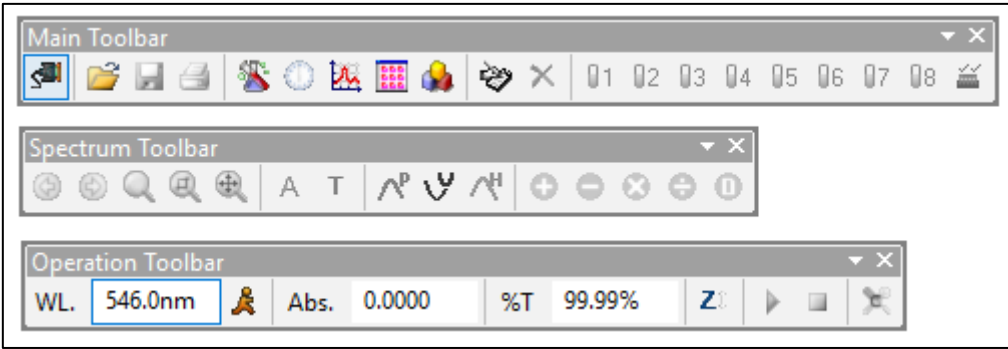 Main Toolbar
1 2 3 4 5 6 7 8
Spectrum Toolbar
A T P V H
Operation Toolbar
WL. 546.0nm Abs. 0.0000 %T 99.99% Z